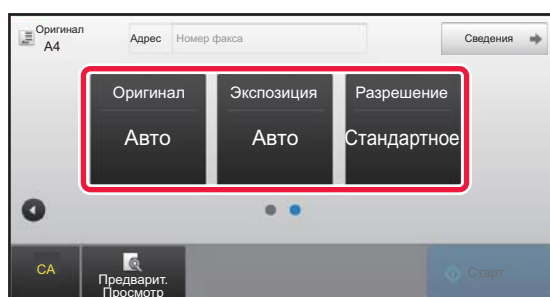 Оригинал
A4
Адрес Номер факса
Сведения
Оригинал
Авто
Экспозиция
Авто
Разрешение
Стандартное
CA
Предварит.
Просмотр
Старт